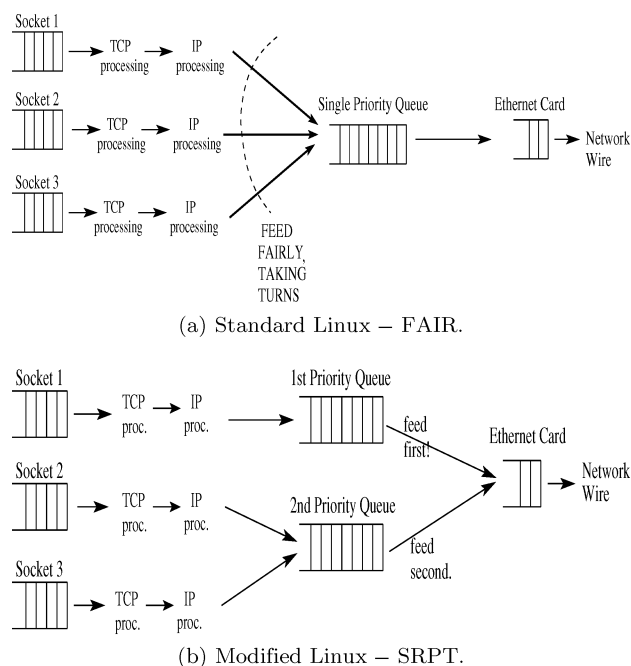 Socket 1
TCP
processing
IP
processing
Socket 2
TCP
processing
IP
processing
Socket 3
TCP
processing
IP
processing
FEED
FAIRLY,
TAKING
TURNS
Single Priority Queue
Ethernet Card
Network
Wire
(a) Standard Linux – FAIR.
Socket 1
TCP
proc.
IP
proc.
1st Priority Queue
feed
first!
Socket 2
TCP
proc.
IP
proc.
2nd Priority Queue
feed
second.
Socket 3
TCP
proc.
IP
proc.
Ethernet Card
Network
Wire
(b) Modified Linux – SRPT.